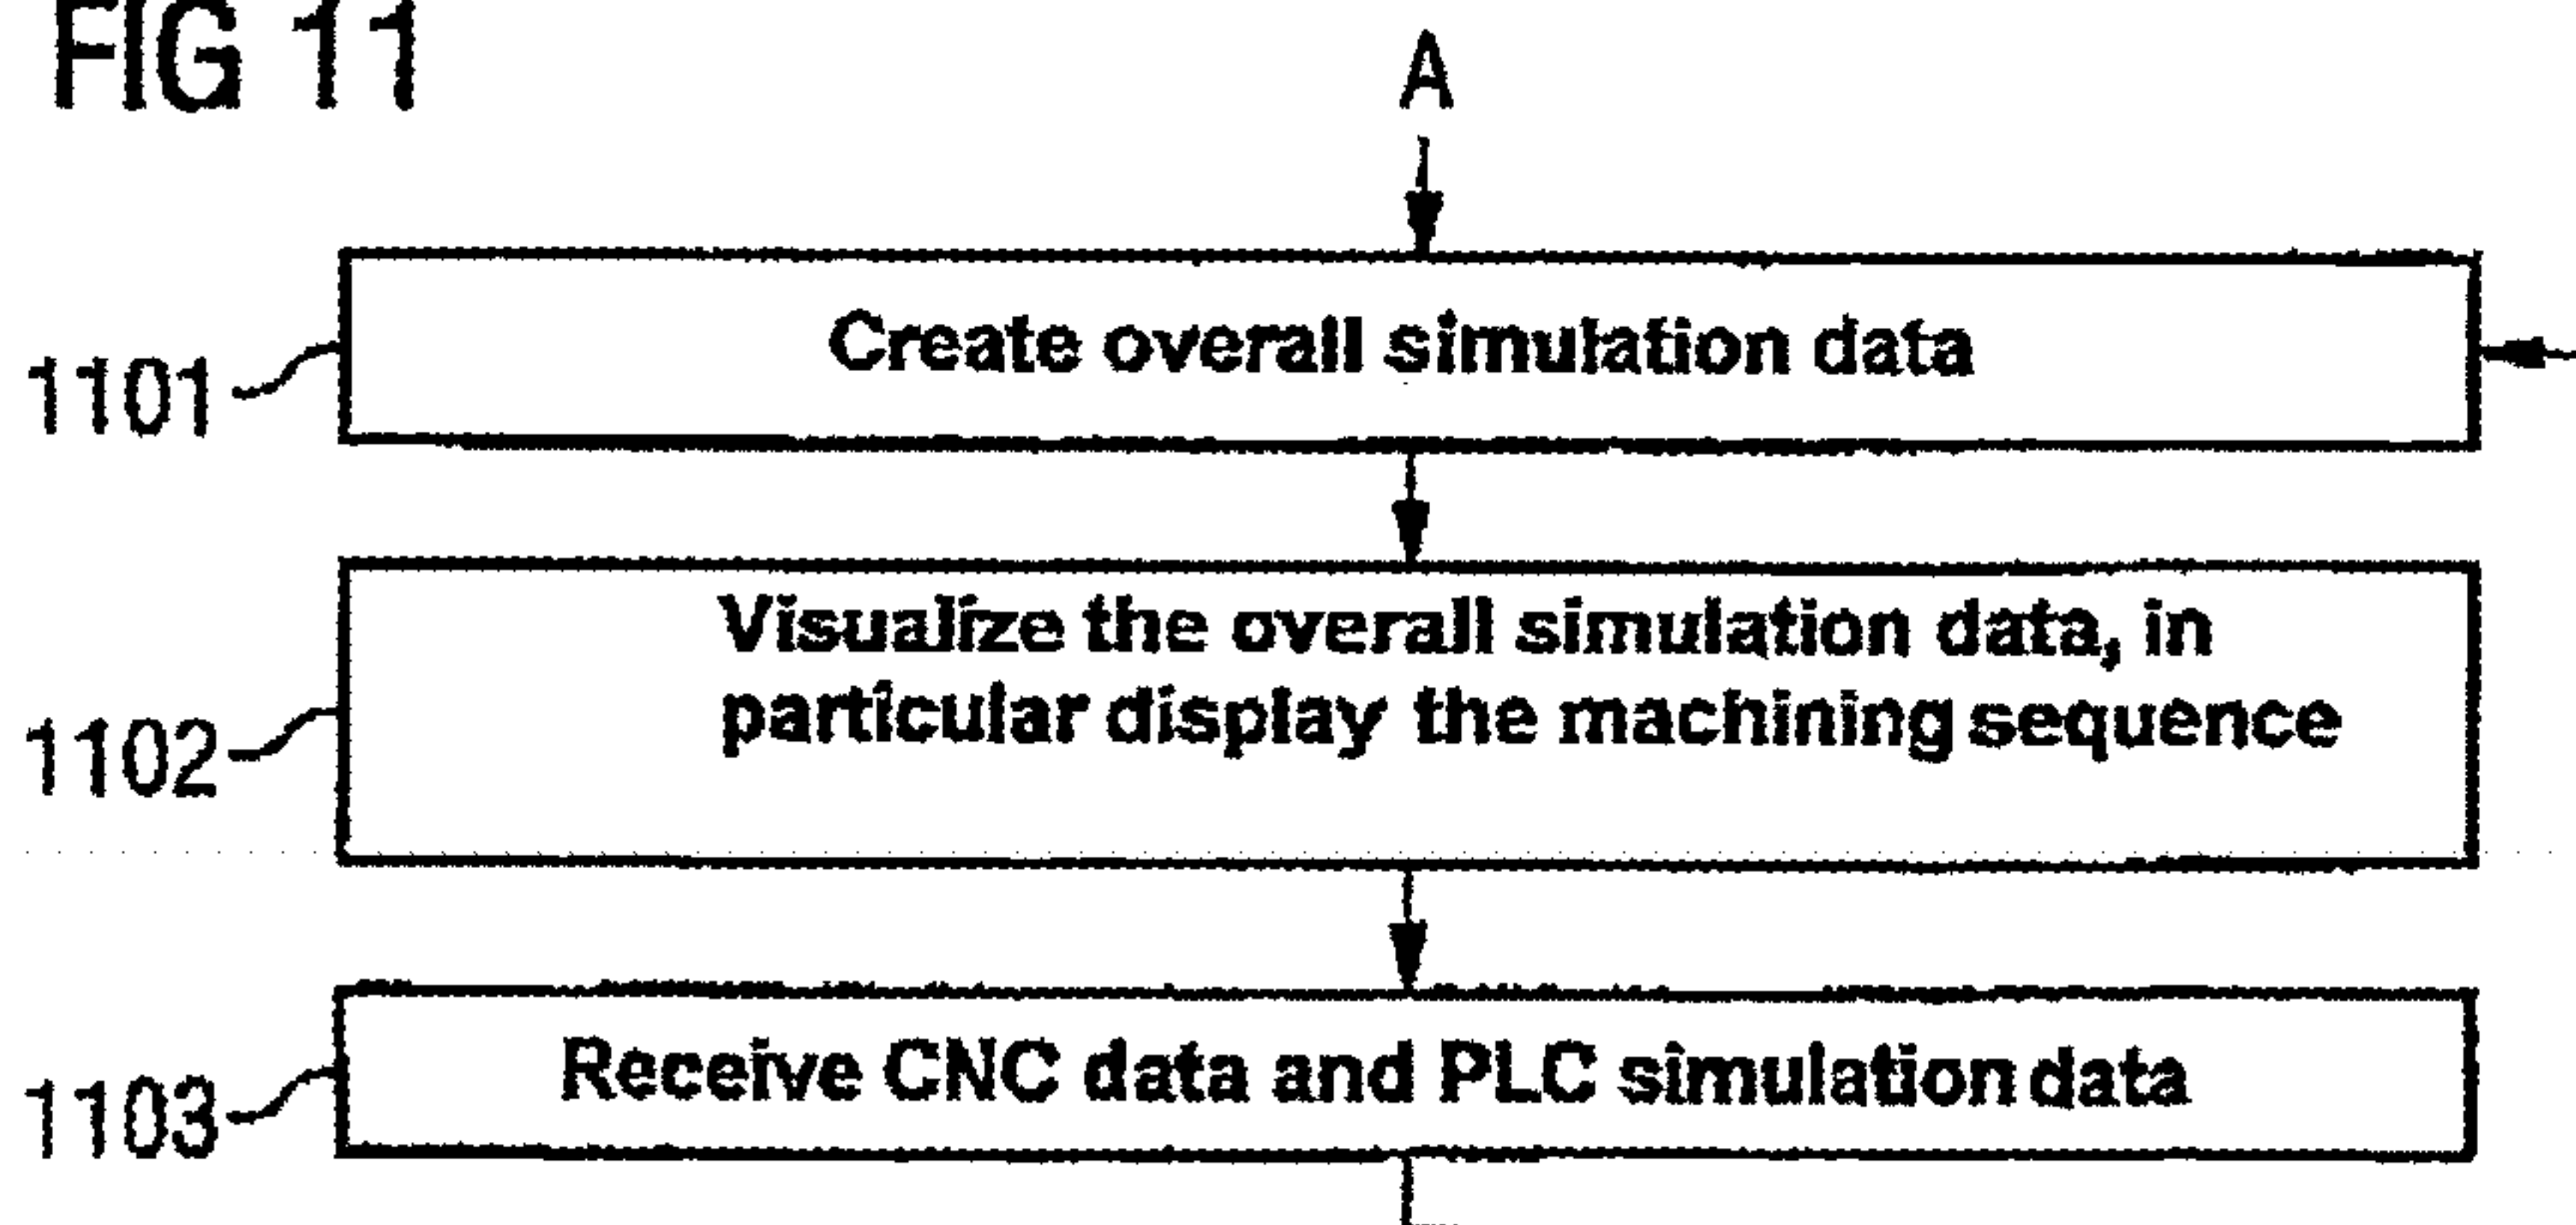 FIG 11
A
1101
Create overall simulation data
1102
Visualize the overall simulation data, in
particular display the machining sequence
1103
Receive CNC data and PLC simulation data